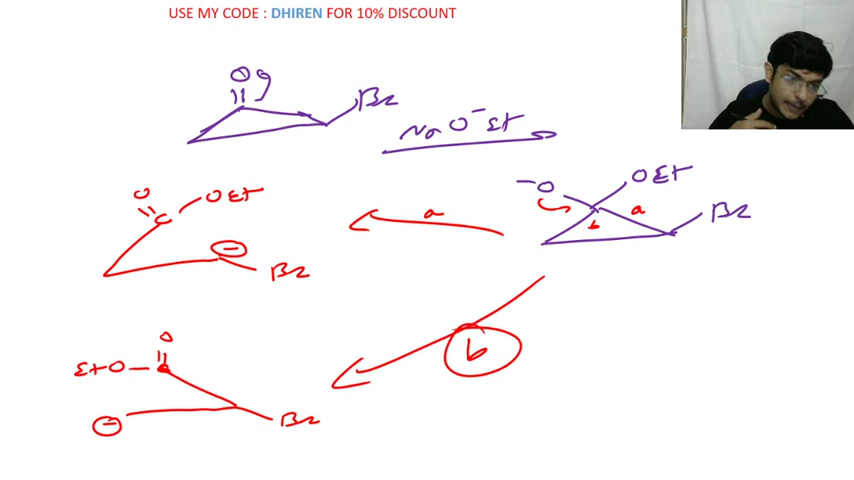 USE MY CODE : DHIREN FOR 10% DISCOUNT
O
Br
Na O⁻ Et
⁻O
OEt
a
b
Br
a
O
C
OEt
⊖
Br
b
O
EtO
⊖
Br